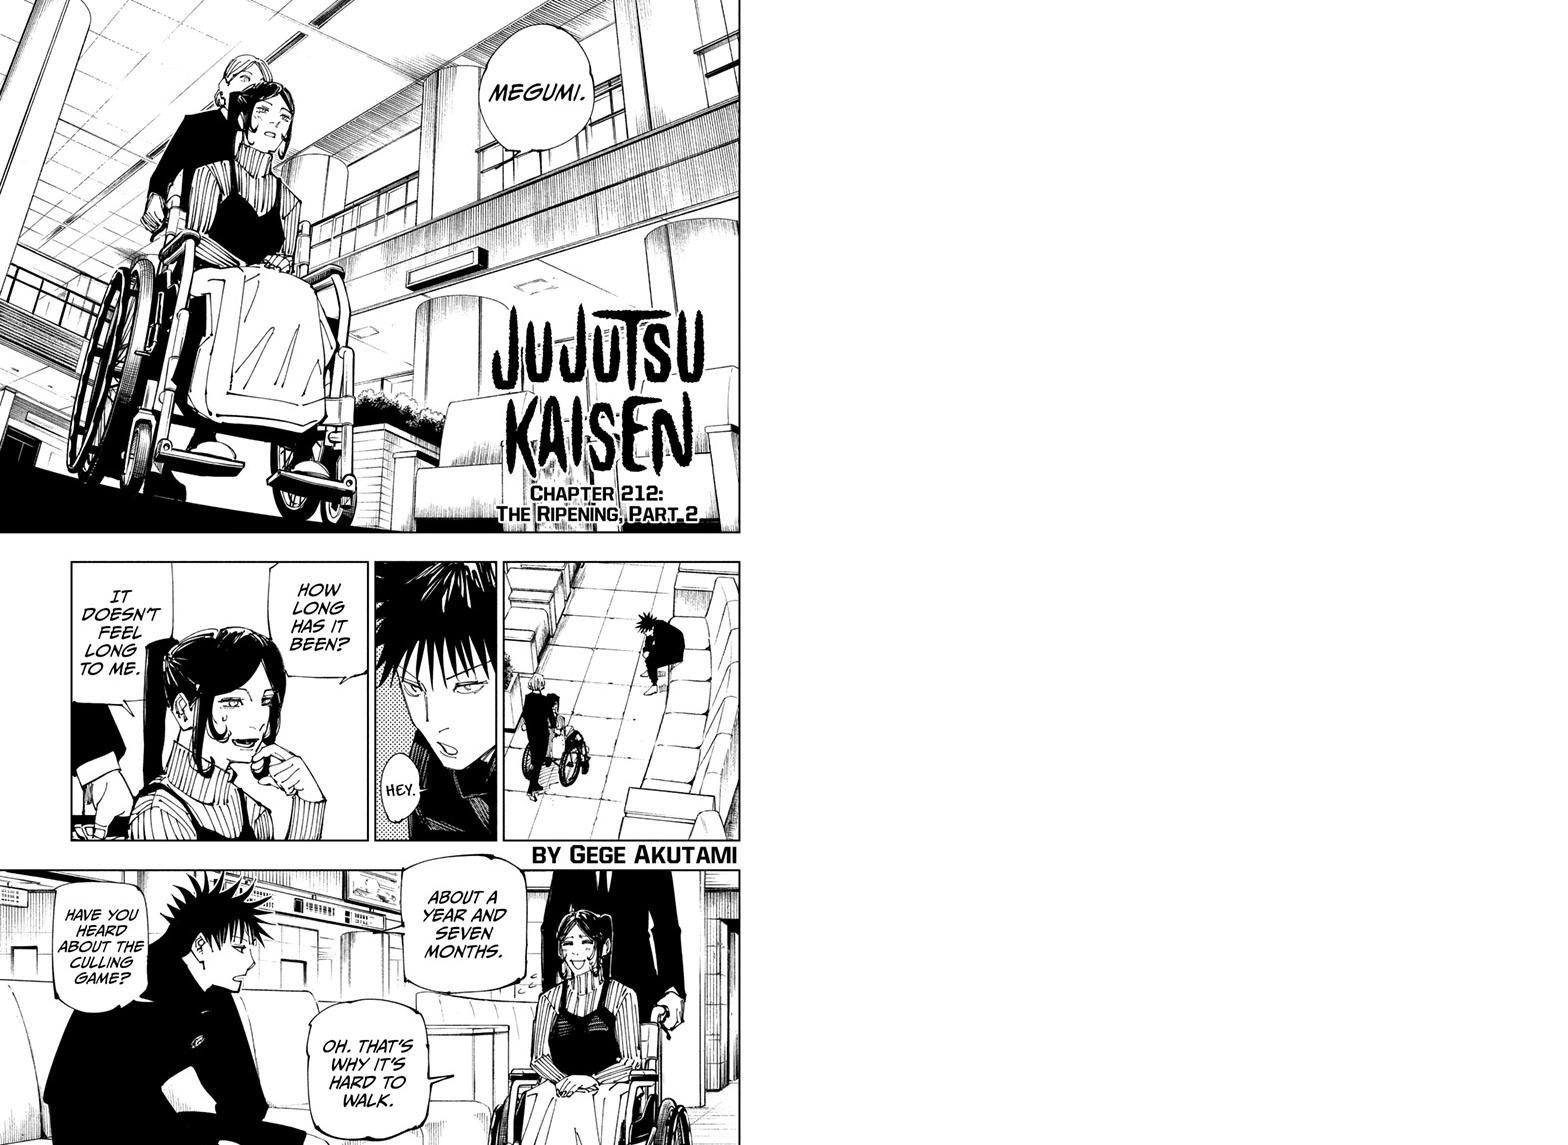 MEGUMI.
JUJUTSU
KAISEN
CHAPTER 212:
THE RIPENING, PART 2
HEY.
HOW
LONG
HAS IT
BEEN?
IT
DOESN'T
FEEL
LONG
TO ME.
BY GEGE AKUTAMI
ABOUT A
YEAR AND
SEVEN
MONTHS.
OH. THAT'S
WHY IT'S
HARD TO
WALK.
HAVE YOU
HEARD
ABOUT THE
CULLING
GAME?